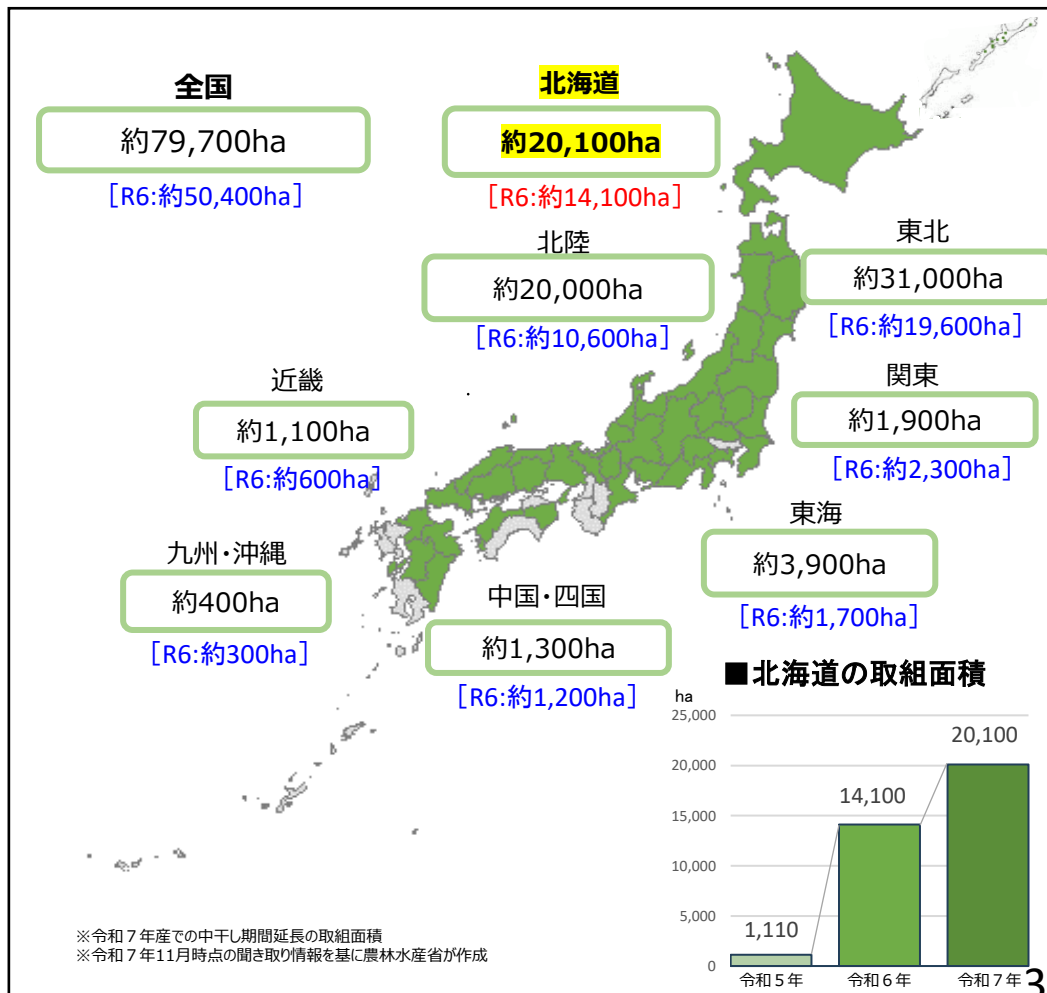 全国
約79,700ha
[R6:約50,400ha]
北海道
約20,100ha
[R6:約14,100ha]
北陸
約20,000ha
[R6:約10,600ha]
東北
約31,000ha
[R6:約19,600ha]
近畿
約1,100ha
[R6:約600ha]
関東
約1,900ha
[R6:約2,300ha]
東海
約3,900ha
[R6:約1,700ha]
九州・沖縄
約400ha
[R6:約300ha]
中国・四国
約1,300ha
[R6:約1,200ha]
■北海道の取組面積
ha
25,000
20,000
15,000
10,000
5,000
0
1,110
14,100
20,100
令和5年
令和6年
令和7年
※令和7年産での中干し期間延長の取組面積
※令和7年11月時点の聞き取り情報を基に農林水産省が作成
3